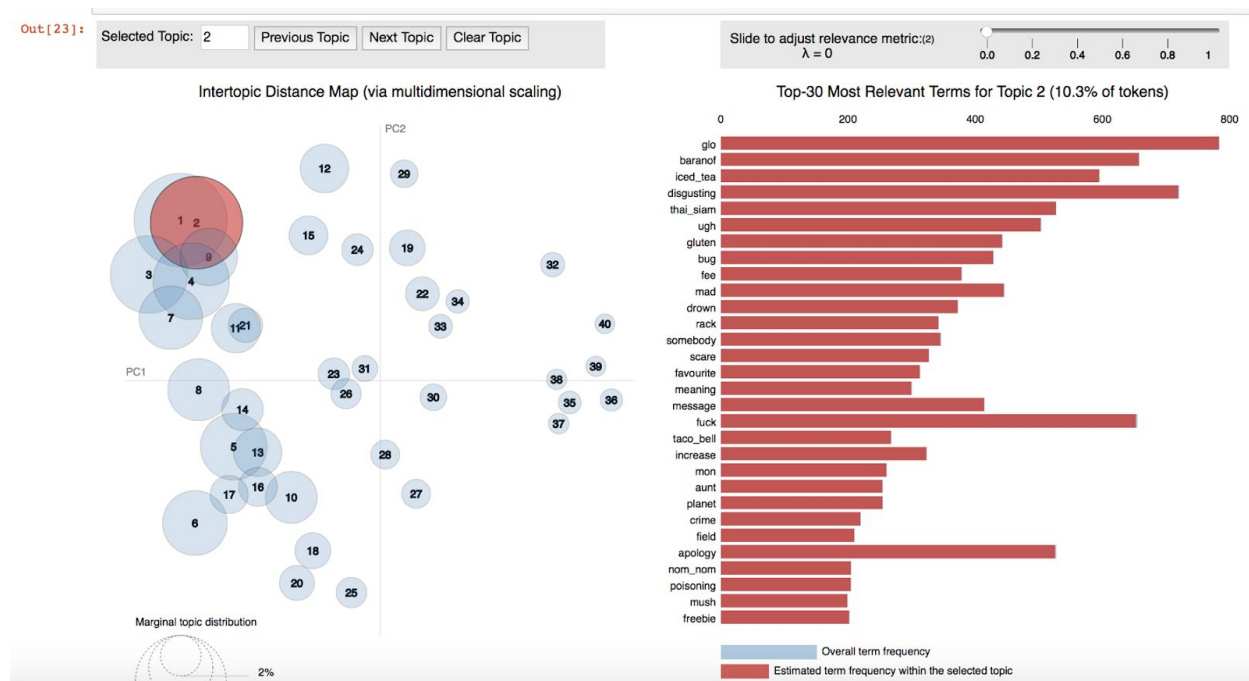 Out[23]:
Selected Topic: 2 Previous Topic Next Topic Clear Topic
Slide to adjust relevance metric:(2)
λ = 0
0.0 0.2 0.4 0.6 0.8 1
Intertopic Distance Map (via multidimensional scaling)
PC2
PC1
12
29
1
2
15
24
19
9
3
4
32
22
34
7
11
21
33
40
23
31
39
38
8
26
30
35
36
14
37
5
13
28
17
16
10
27
6
18
20
25
Marginal topic distribution
2%
Top-30 Most Relevant Terms for Topic 2 (10.3% of tokens)
0 200 400 600 800
glo
baranof
iced_tea
disgusting
thai_siam
ugh
gluten
bug
fee
mad
drown
rack
somebody
scare
favourite
meaning
message
fuck
taco_bell
increase
mon
aunt
planet
crime
field
apology
nom_nom
poisoning
mush
freebie
Overall term frequency
Estimated term frequency within the selected topic